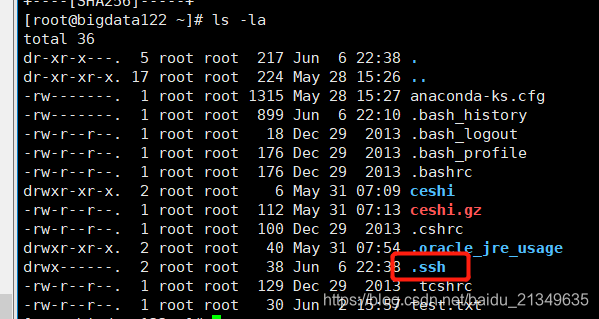 +----[SHA256]-----+
[root@bigdata122 ~]# ls -la
total 36
dr-xr-x---.  5 root root  217 Jun  6 22:38 .
dr-xr-xr-x. 17 root root  224 May 28 15:26 ..
-rw-------.  1 root root 1315 May 28 15:27 anaconda-ks.cfg
-rw-------.  1 root root  899 Jun  6 22:10 .bash_history
-rw-r--r--.  1 root root   18 Dec 29  2013 .bash_logout
-rw-r--r--.  1 root root  176 Dec 29  2013 .bash_profile
-rw-r--r--.  1 root root  176 Dec 29  2013 .bashrc
drwxr-xr-x.  2 root root    6 May 31 07:09 ceshi
-rw-r--r--.  1 root root  112 May 31 07:13 ceshi.gz
-rw-r--r--.  1 root root  100 Dec 29  2013 .cshrc
drwxr-xr-x.  2 root root   40 May 31 07:54 .oracle_jre_usage
drwx------.  2 root root   38 Jun  6 22:38 .ssh
-rw-r--r--.  1 root root  129 Dec 29  2013 .tcshrc
-rw-r--r--.  1 root root   30 Jun  2 15:57 test.txt
https://blog.csdn.net/baidu_21349635